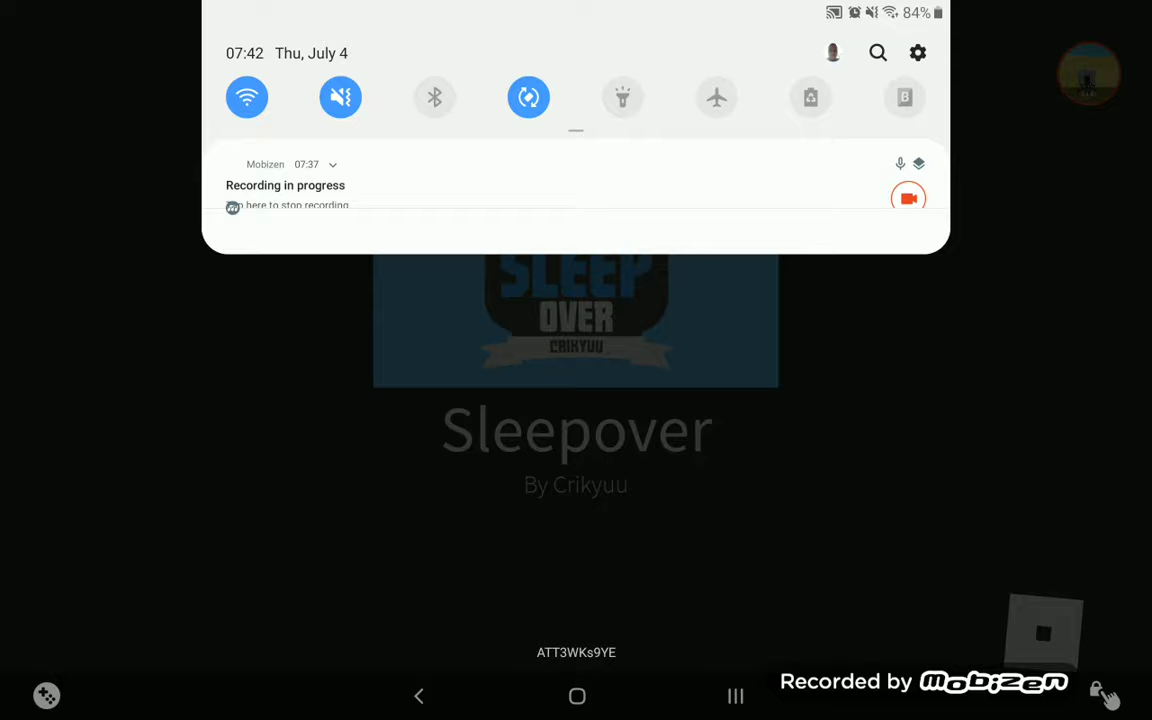 84%
07:42 Thu, July 4
B
Mobizen 07:37
Recording in progress
Tap here to stop recording
SLEEP
OVER
CRIKYUU
Sleepover
By Crikyuu
ATT3WKs9YE
Recorded by Mobizen